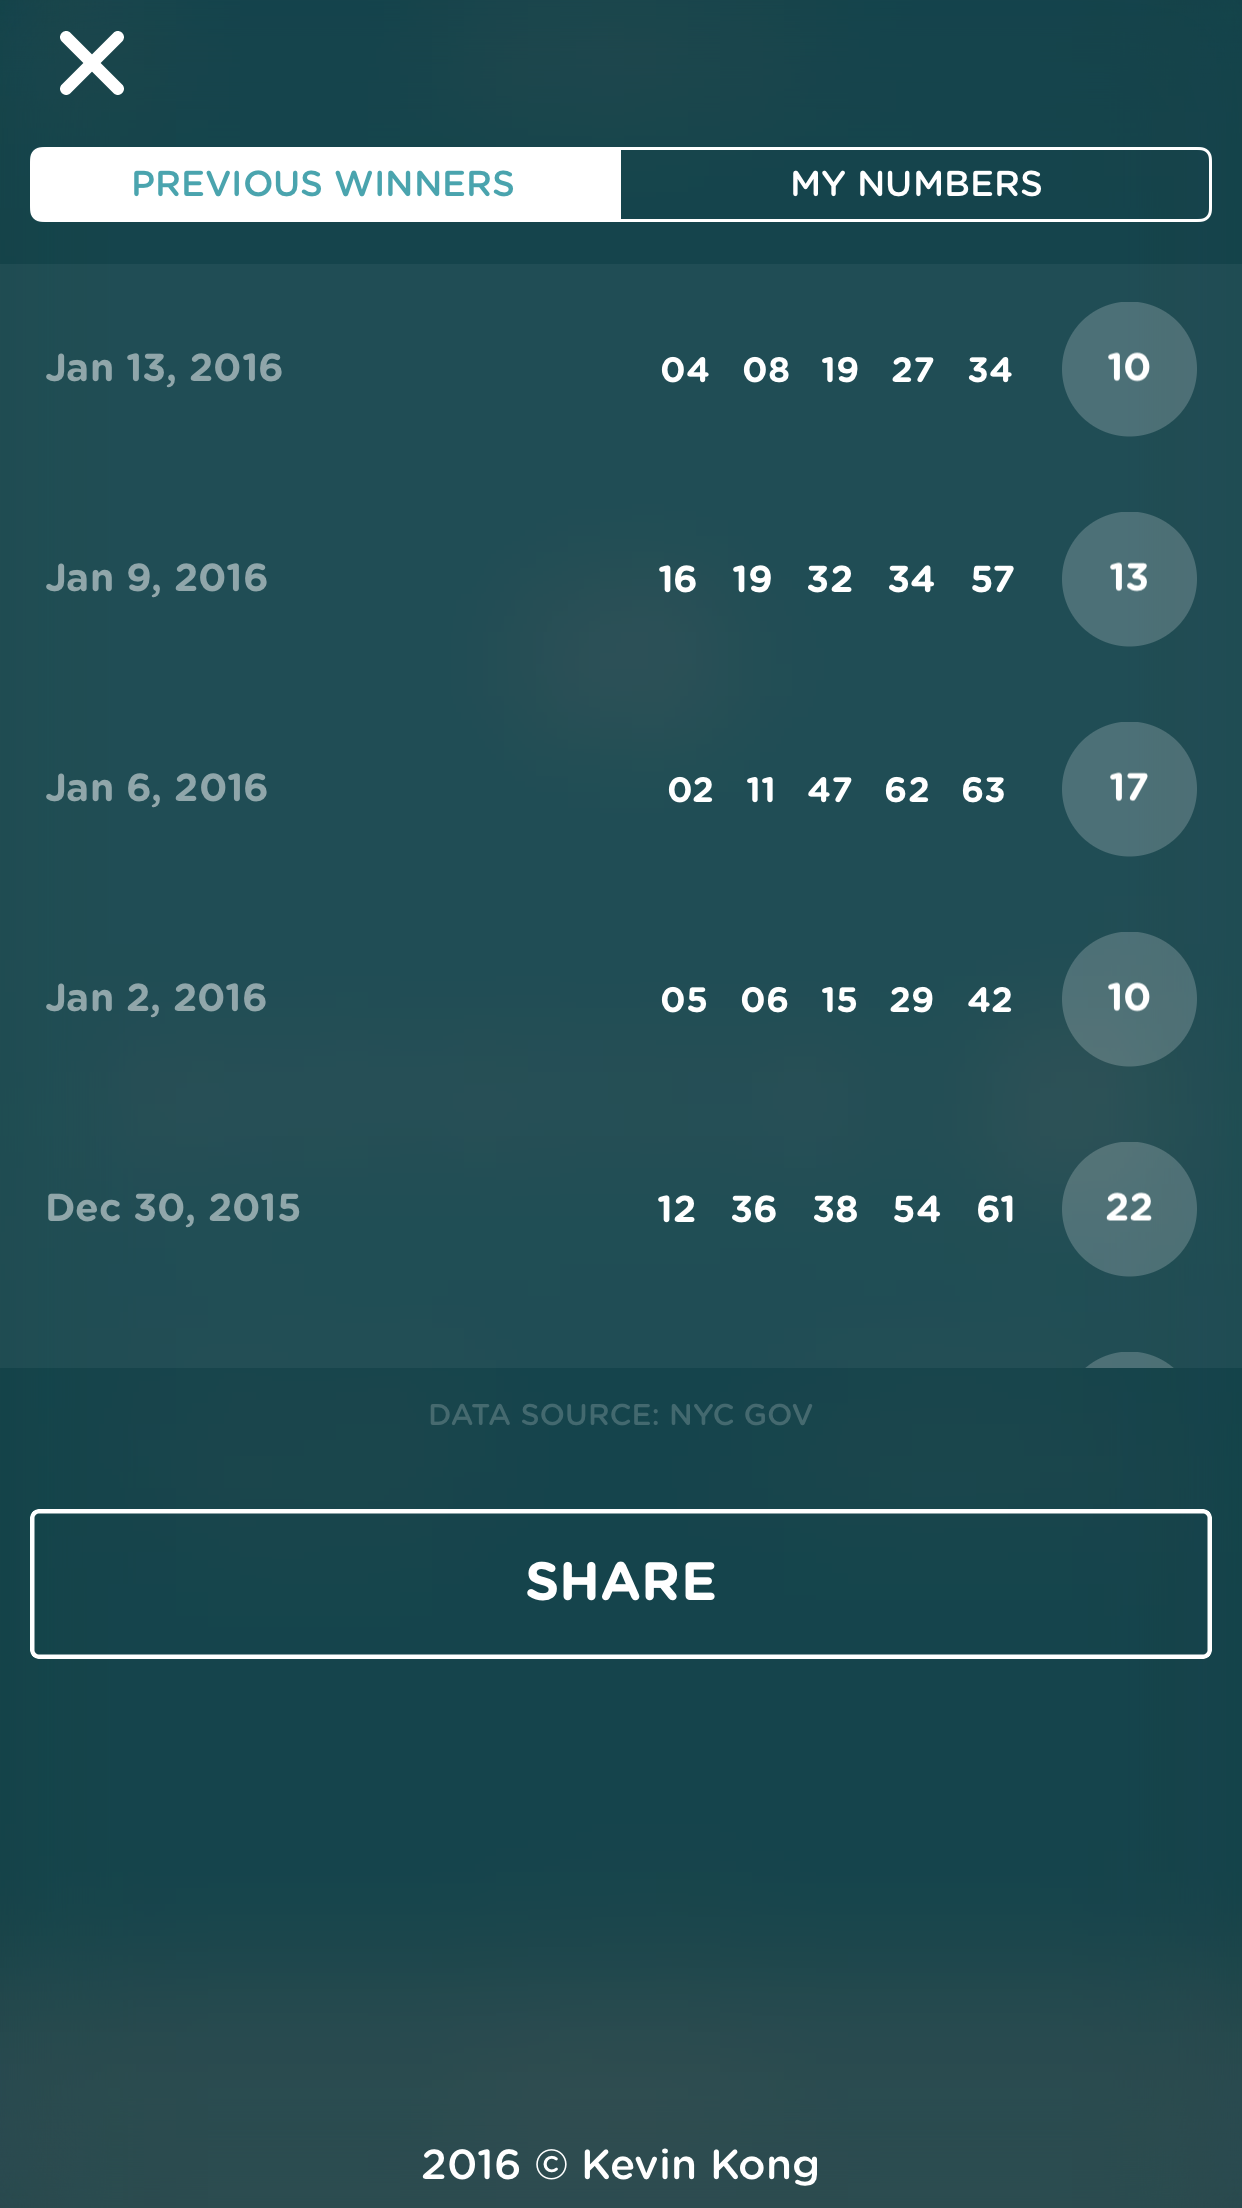 PREVIOUS WINNERS MY NUMBERS
Jan 13, 2016 04 08 19 27 34 10
Jan 9, 2016 16 19 32 34 57 13
Jan 6, 2016 02 11 47 62 63 17
Jan 2, 2016 05 06 15 29 42 10
Dec 30, 2015 12 36 38 54 61 22
DATA SOURCE: NYC GOV
SHARE
2016 © Kevin Kong